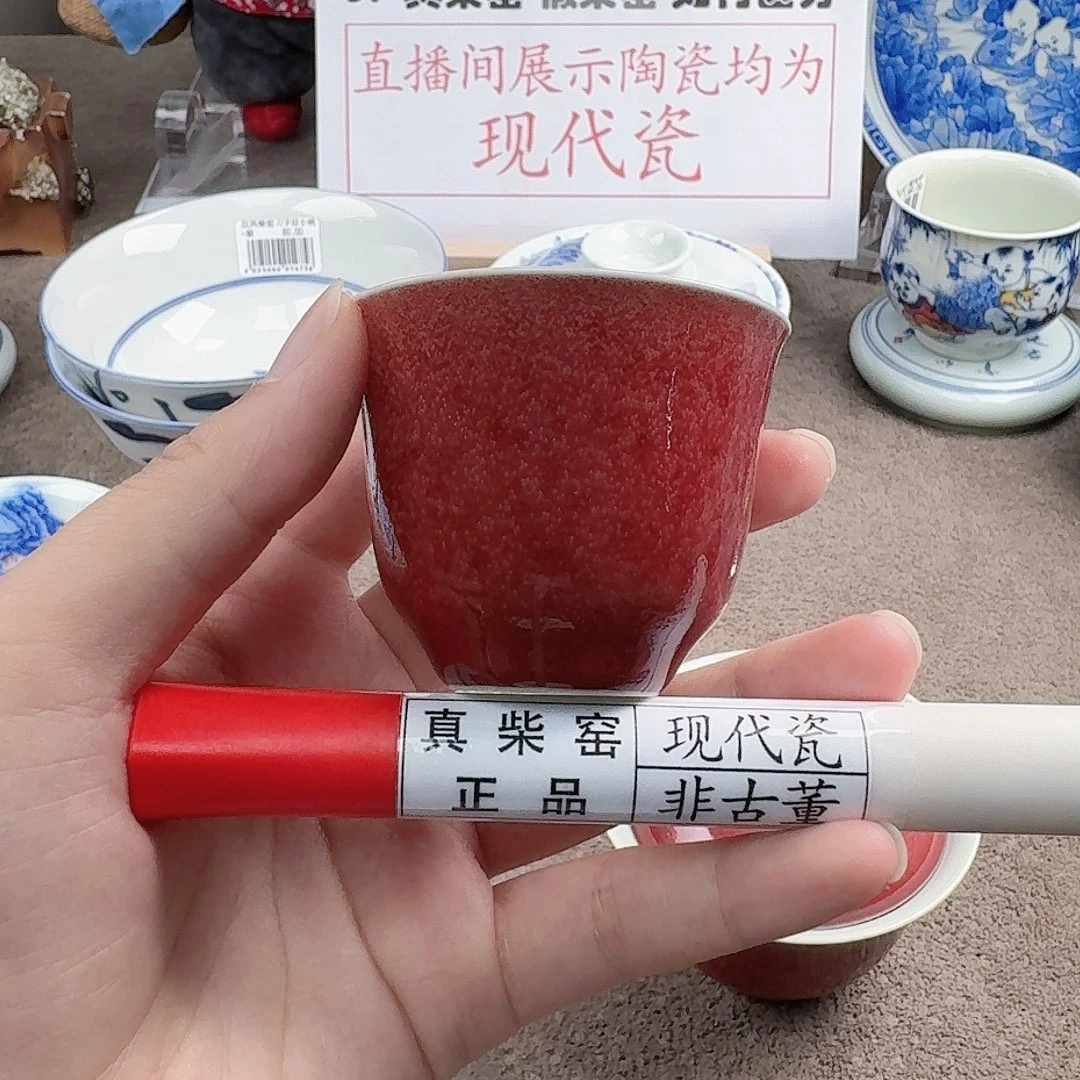 直播间展示陶瓷均为
现代瓷
真柴窑
正品
现代瓷
非古董